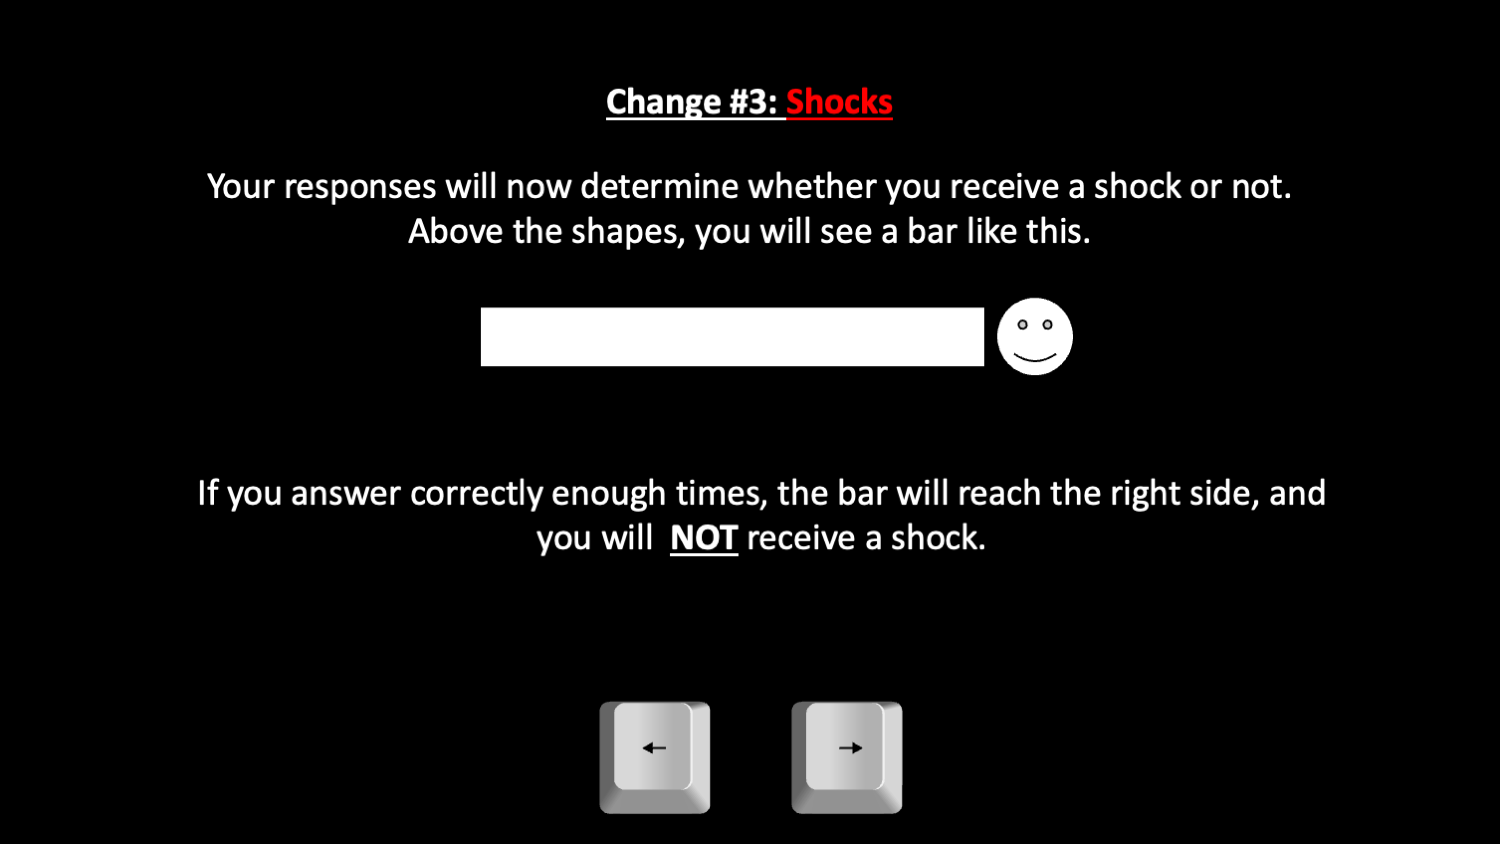 Change #3: Shocks
Your responses will now determine whether you receive a shock or not.
Above the shapes, you will see a bar like this.
If you answer correctly enough times, the bar will reach the right side, and
you will NOT receive a shock.
← →